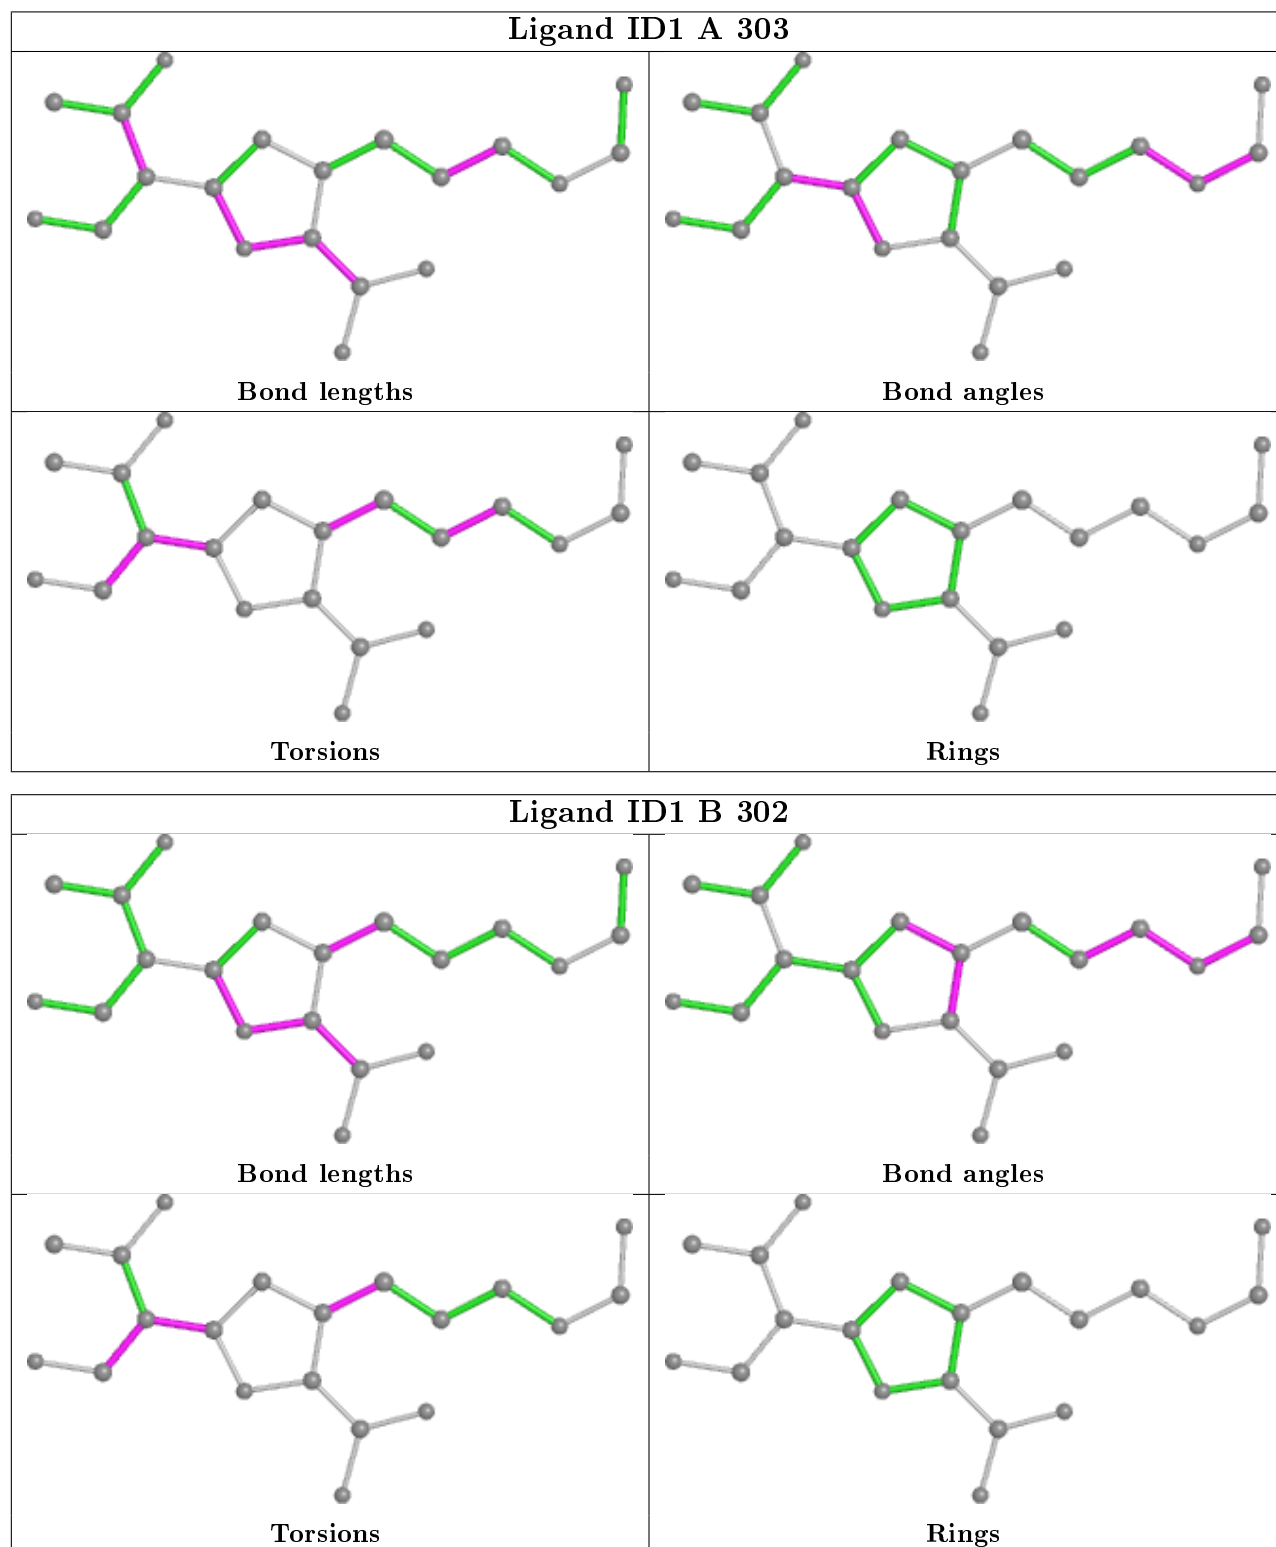 Ligand ID1 A 303
Bond lengths
Bond angles
Torsions
Rings
Ligand ID1 B 302
Bond lengths
Bond angles
Torsions
Rings